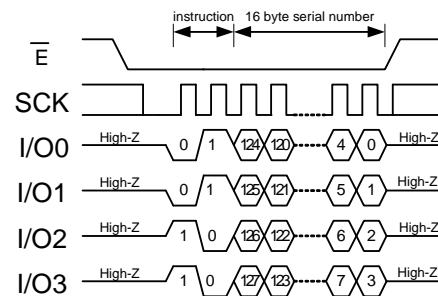 instruction 16 byte serial number
E
SCK
I/O0 High-Z 0 1 124 120 4 0 High-Z
I/O1 High-Z 0 1 125 121 5 1 High-Z
I/O2 High-Z 1 0 126 122 6 2 High-Z
I/O3 High-Z 1 0 127 123 7 3 High-Z